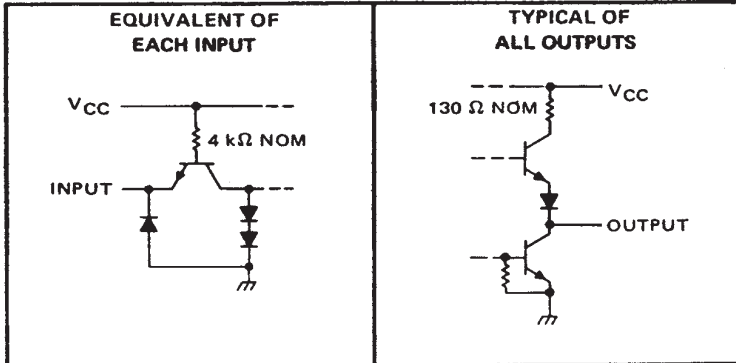 EQUIVALENT OF
EACH INPUT
VCC
4 kΩ NOM
INPUT
TYPICAL OF
ALL OUTPUTS
VCC
130 Ω NOM
OUTPUT